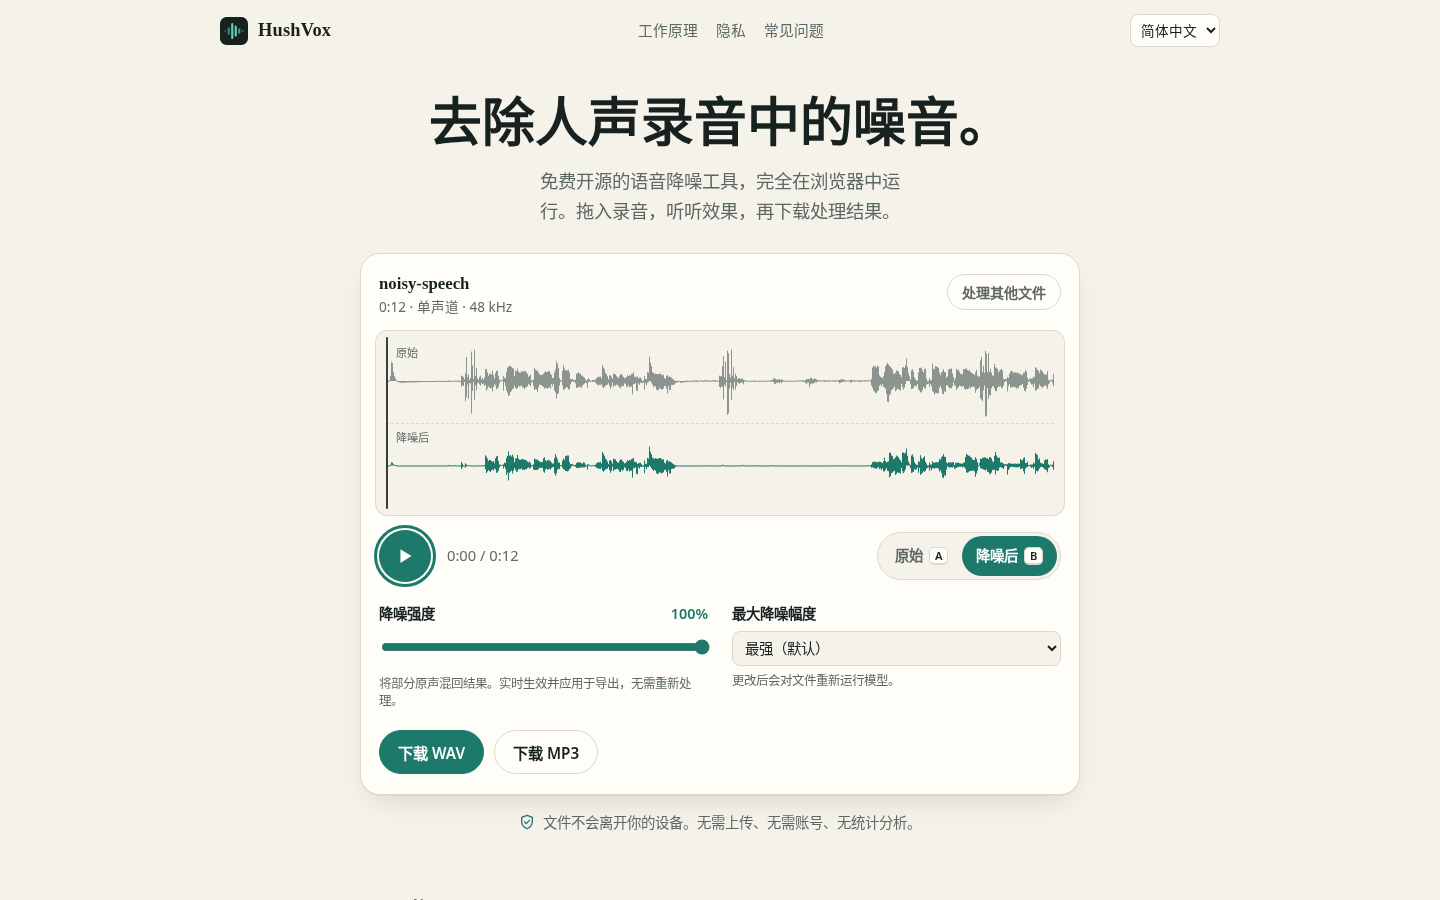 HushVox
工作原理 隐私 常见问题
简体中文
去除人声录音中的噪音。
免费开源的语音降噪工具，完全在浏览器中运
行。拖入录音，听听效果，再下载处理结果。
noisy-speech
0:12 · 单声道 · 48 kHz
处理其他文件
原始
降噪后
0:00 / 0:12
原始 A
降噪后 B
降噪强度
100%
将部分原声混回结果。实时生效并应用于导出，无需重新处
理。
最大降噪幅度
最强（默认）
更改后会对文件重新运行模型。
下载 WAV
下载 MP3
文件不会离开你的设备。无需上传、无需账号、无统计分析。